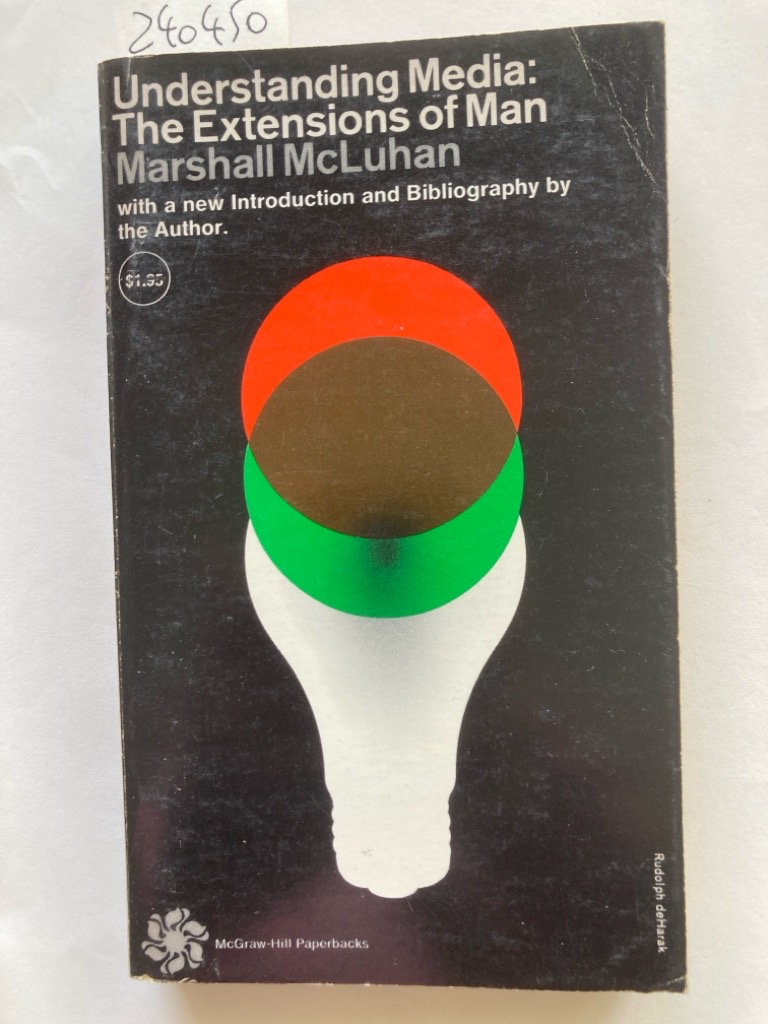 240450
Understanding Media:
The Extensions of Man
Marshall McLuhan
with a new Introduction and Bibliography by
the Author.
$1.95
McGraw-Hill Paperbacks
Rudolph deHarak